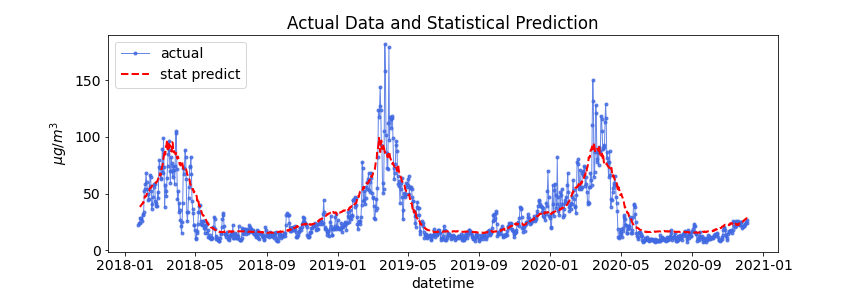 Actual Data and Statistical Prediction
actual
stat predict
150
100
50
0
μg/m³
2018-01 2018-05 2018-09 2019-01 2019-05 2019-09 2020-01 2020-05 2020-09 2021-01
datetime